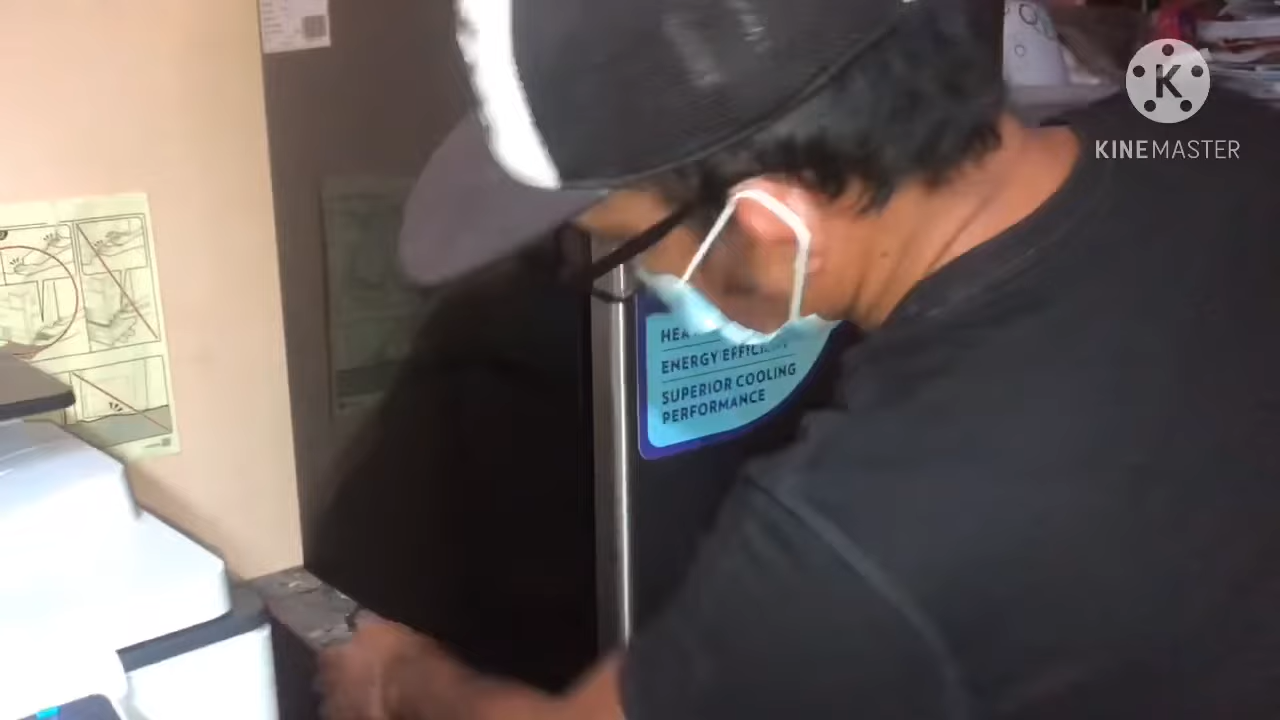 K
KINEMASTER
ENERGY EFFICI
SUPERIOR COOLING
PERFORMANCE